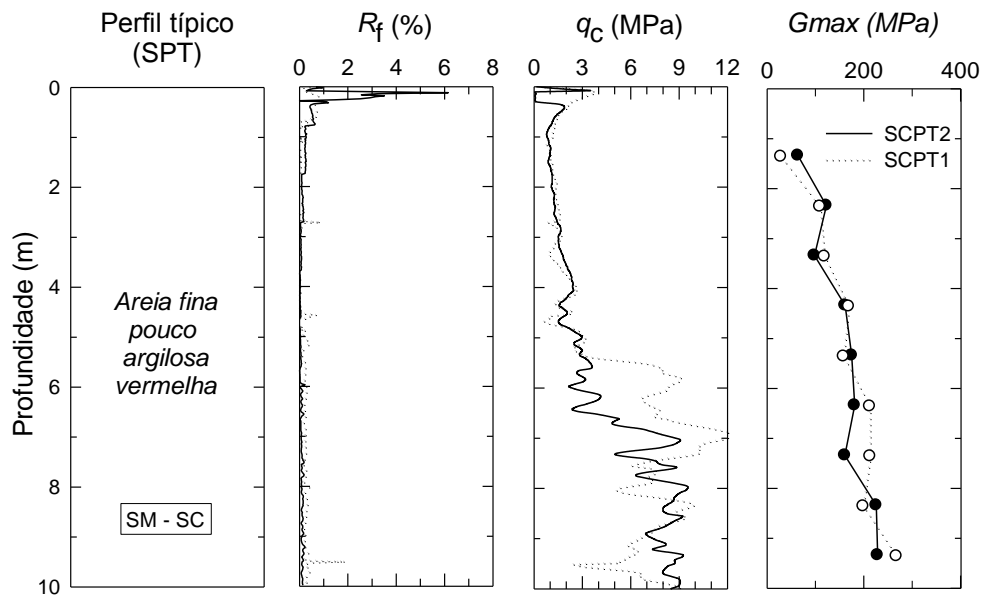 Perfil típico
(SPT)
Rf (%)
qc (MPa)
Gmax (MPa)
0 2 4 6 8
0 3 6 9 12
0 200 400
0
2
4
6
8
10
Profundidade (m)
Areia fina
pouco
argilosa
vermelha
SM - SC
SCPT2
SCPT1